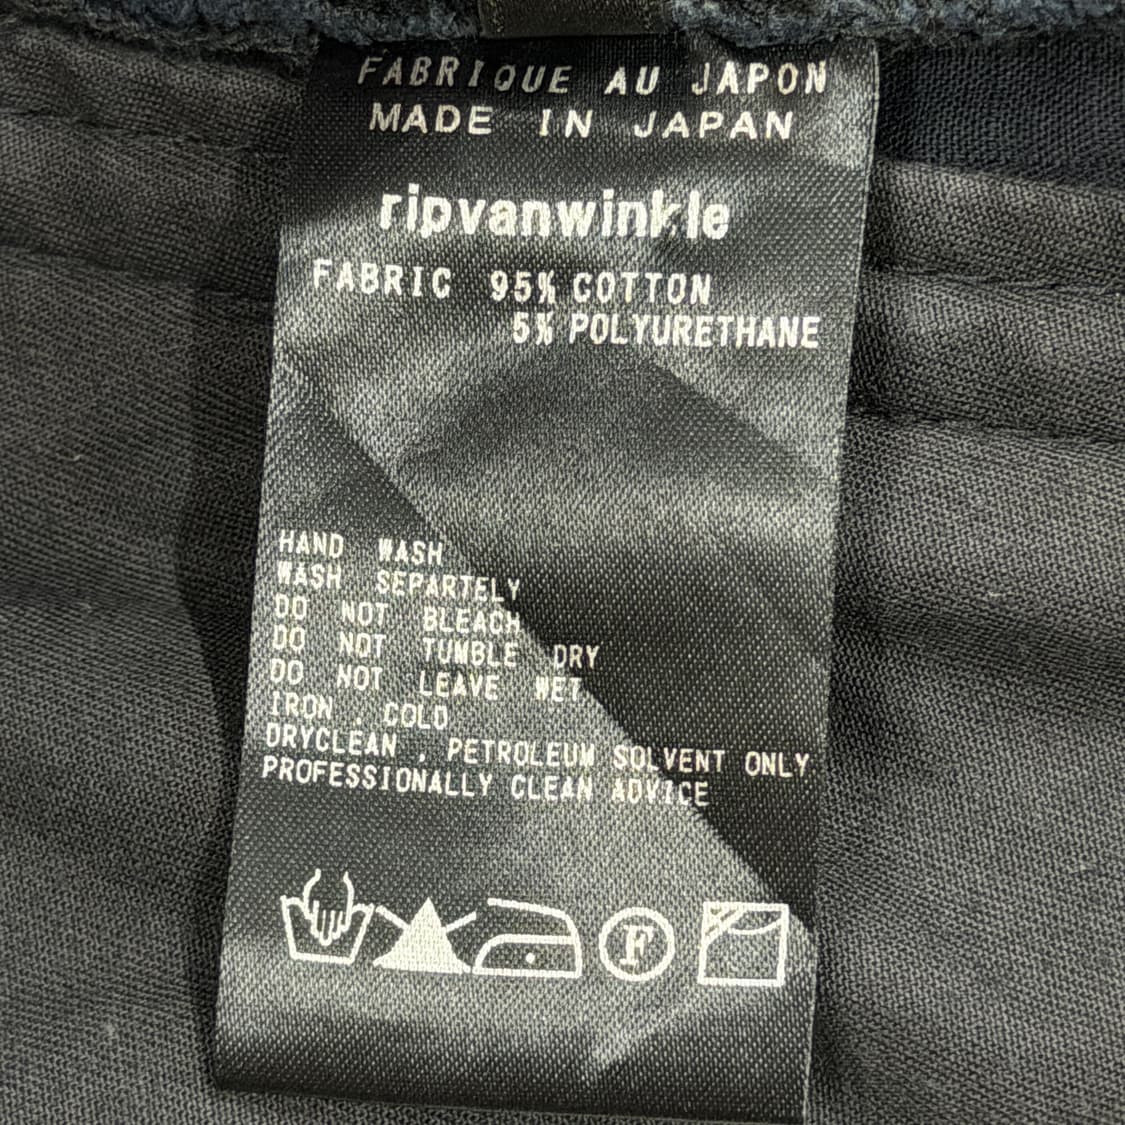 FABRIQUE AU JAPON
MADE IN JAPAN
ripvanwinkle
FABRIC 95% COTTON
5% POLYURETHANE
HAND WASH
WASH SEPARTELY
DO NOT BLEACH
DO NOT TUMBLE DRY
DO NOT LEAVE WET
IRON . COLD
DRYCLEAN . PETROLEUM SOLVENT ONLY
PROFESSIONALLY CLEAN ADVICE
F